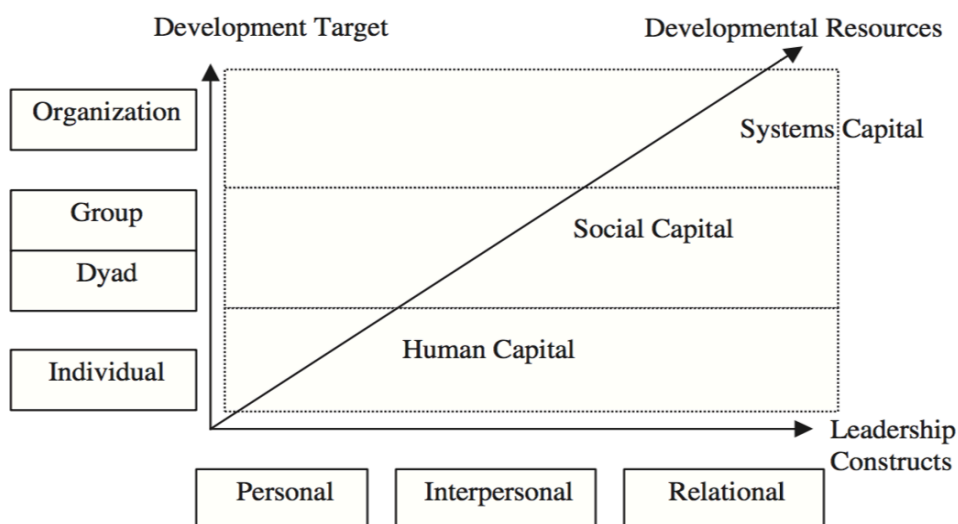 Development Target
Developmental Resources
Organization
Systems Capital
Group
Social Capital
Dyad
Human Capital
Individual
Leadership
Constructs
Personal
Interpersonal
Relational